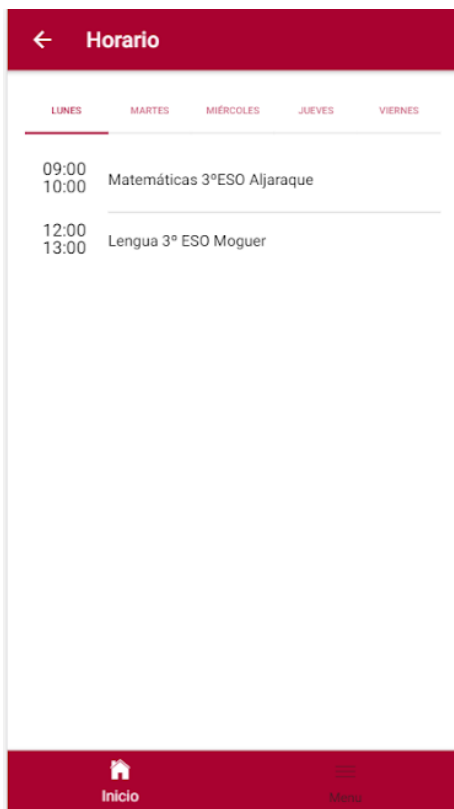 Horario
LUNES MARTES MIÉRCOLES JUEVES VIERNES
09:00
10:00
Matemáticas 3ºESO Aljaraque
12:00
13:00
Lengua 3º ESO Moguer
Inicio Menu